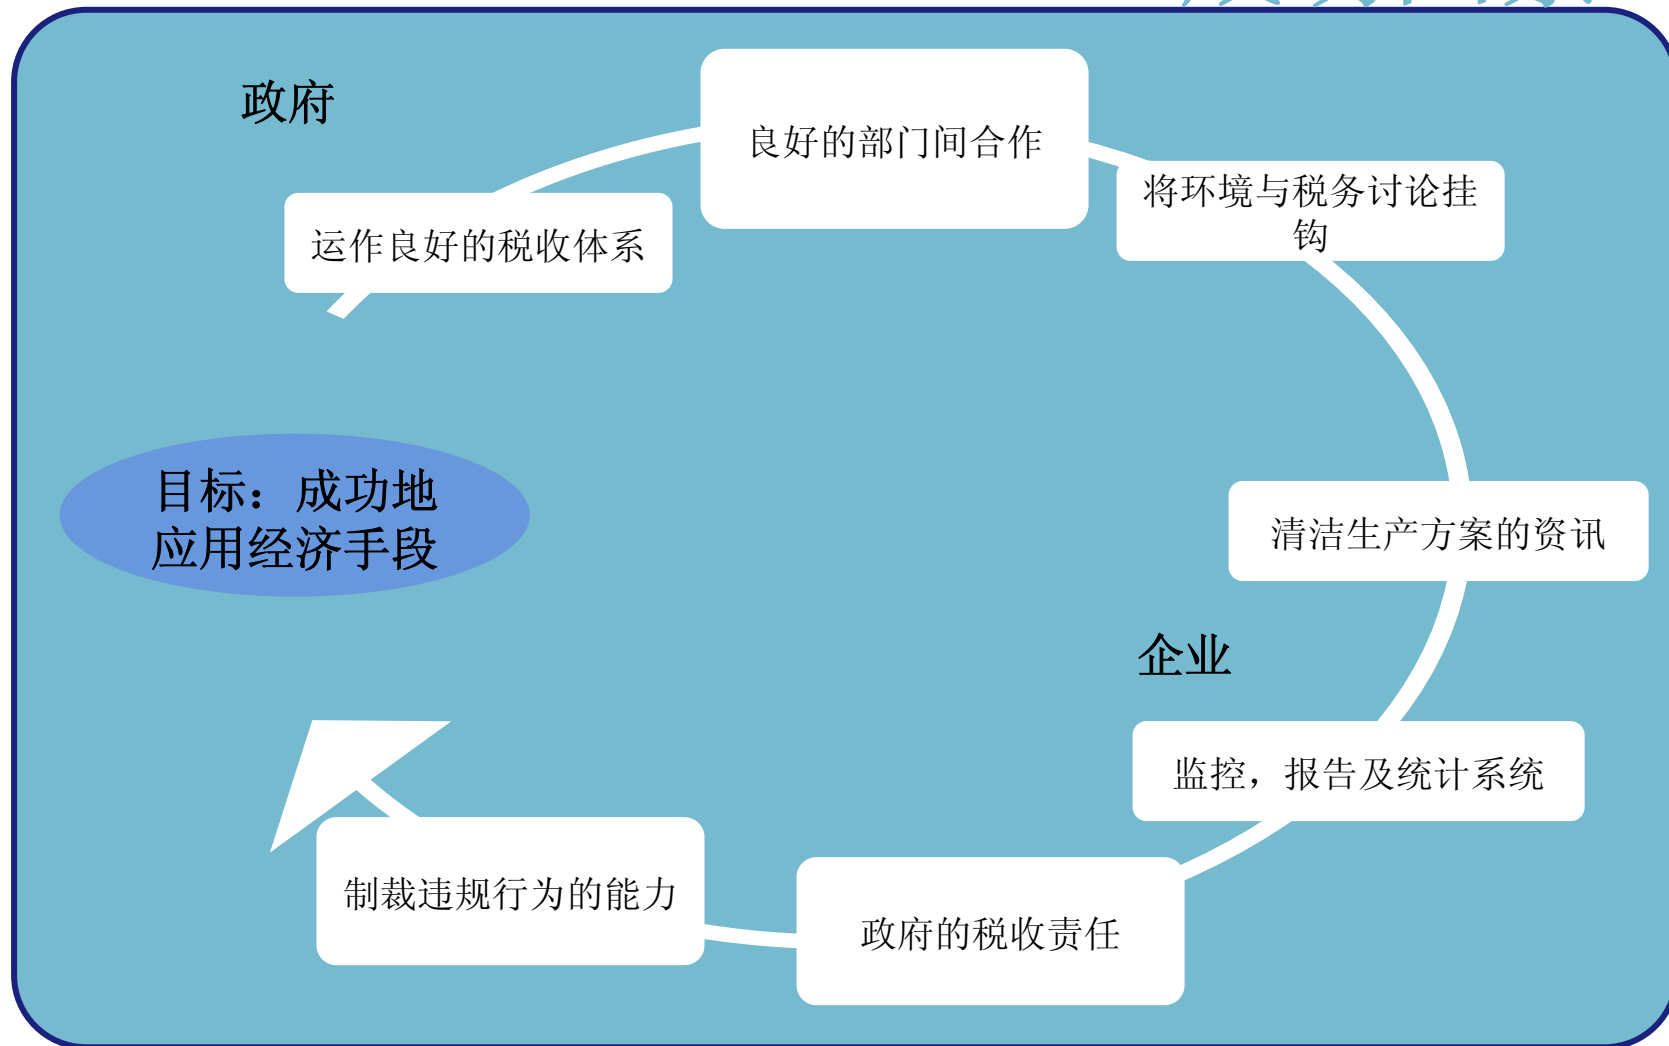 政府
良好的部门间合作
将环境与税务讨论挂
钩
运作良好的税收体系
目标：成功地
应用经济手段
清洁生产方案的资讯
企业
监控，报告及统计系统
制裁违规行为的能力
政府的税收责任